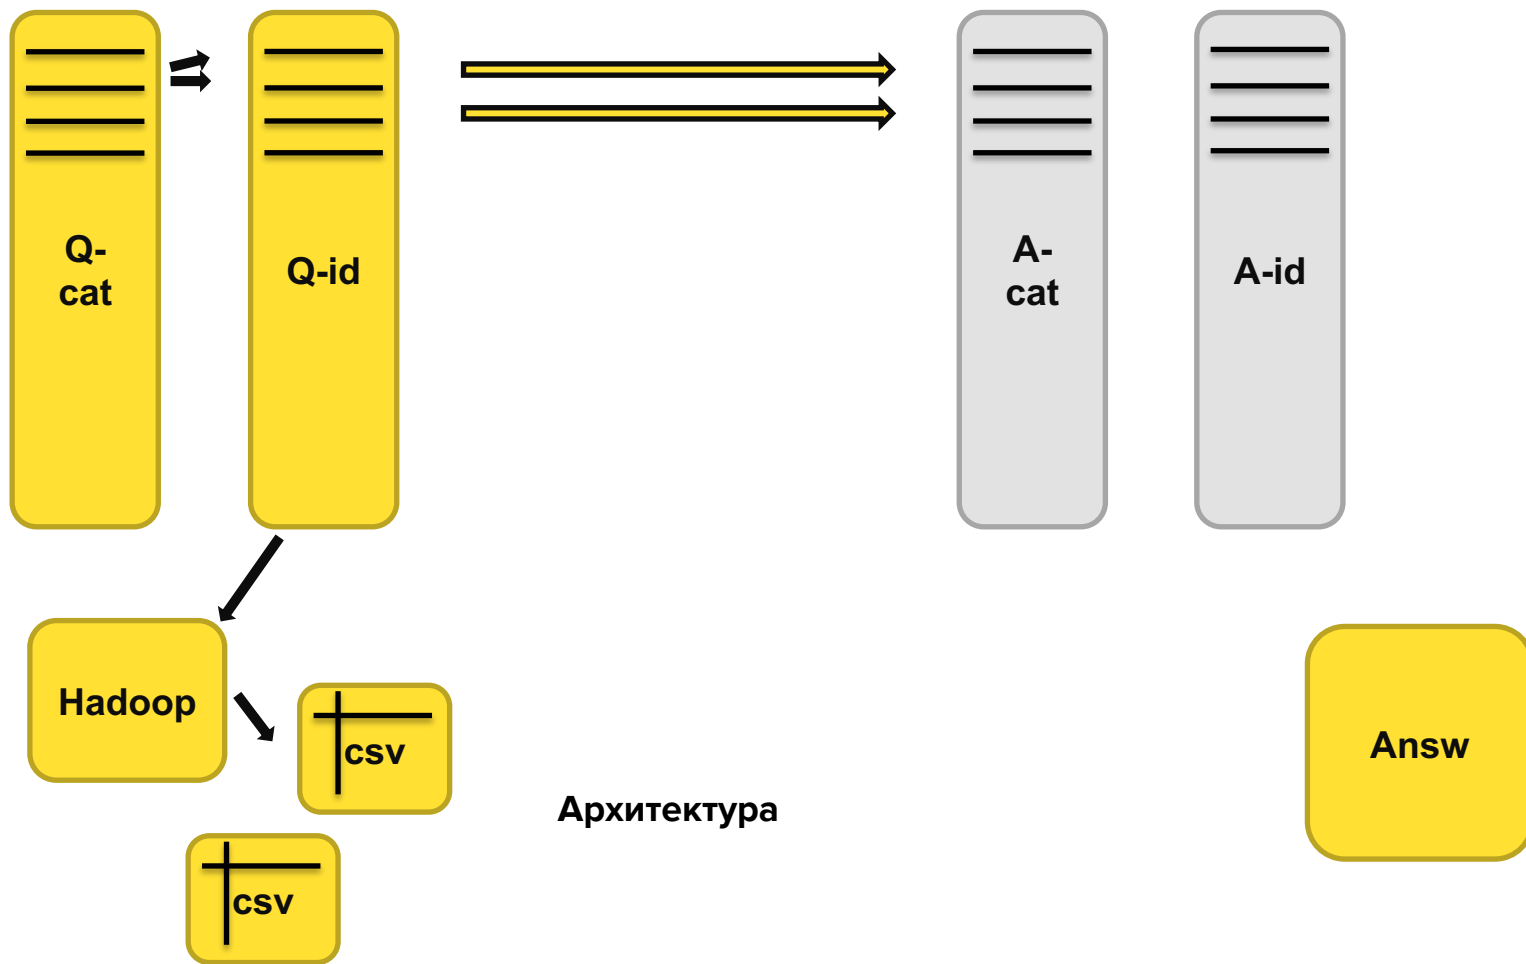 Q-
cat
Q-id
A-
cat
A-id
Hadoop
csv
Answ
Архитектура
csv